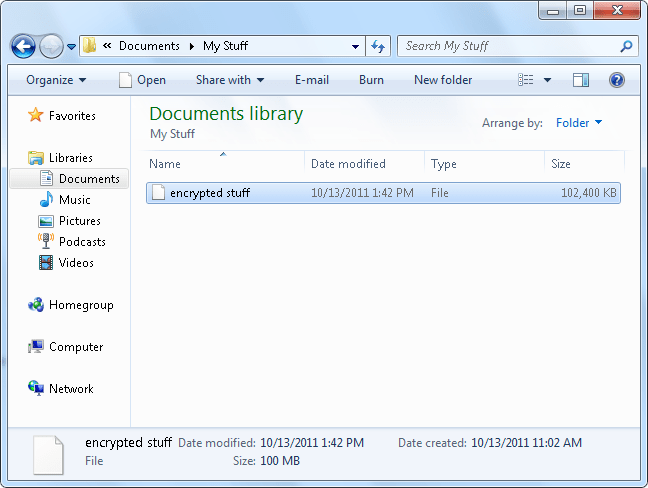 « Documents ▸ My Stuff
Search My Stuff
Organize Open Share with E-mail Burn New folder
Favorites
Libraries
Documents
Music
Pictures
Podcasts
Videos
Homegroup
Computer
Network
Documents library
My Stuff
Arrange by: Folder
Name Date modified Type Size
encrypted stuff 10/13/2011 1:42 PM File 102,400 KB
encrypted stuff Date modified: 10/13/2011 1:42 PM Date created: 10/13/2011 11:02 AM
File Size: 100 MB